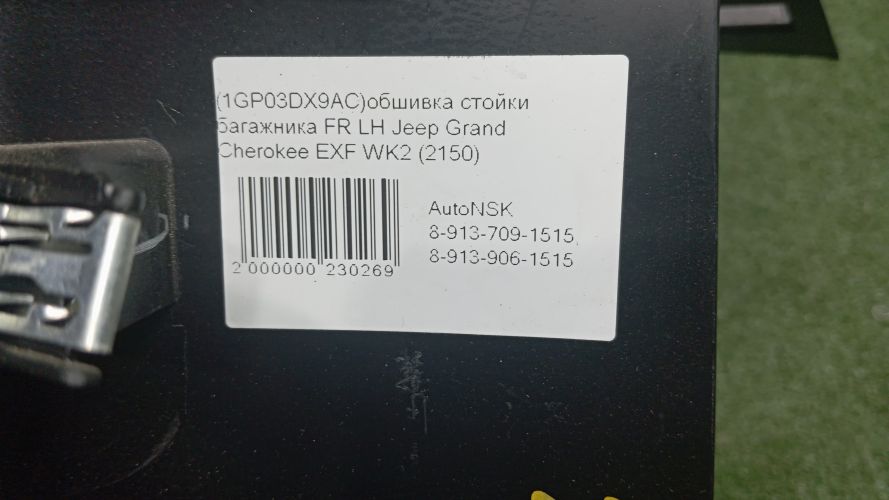 (1GP03DX9AC)обшивка стойки
багажника FR LH Jeep Grand
Cherokee EXF WK2 (2150)
AutoNSK
8-913-709-1515,
8-913-906-1515
2 000000 230269